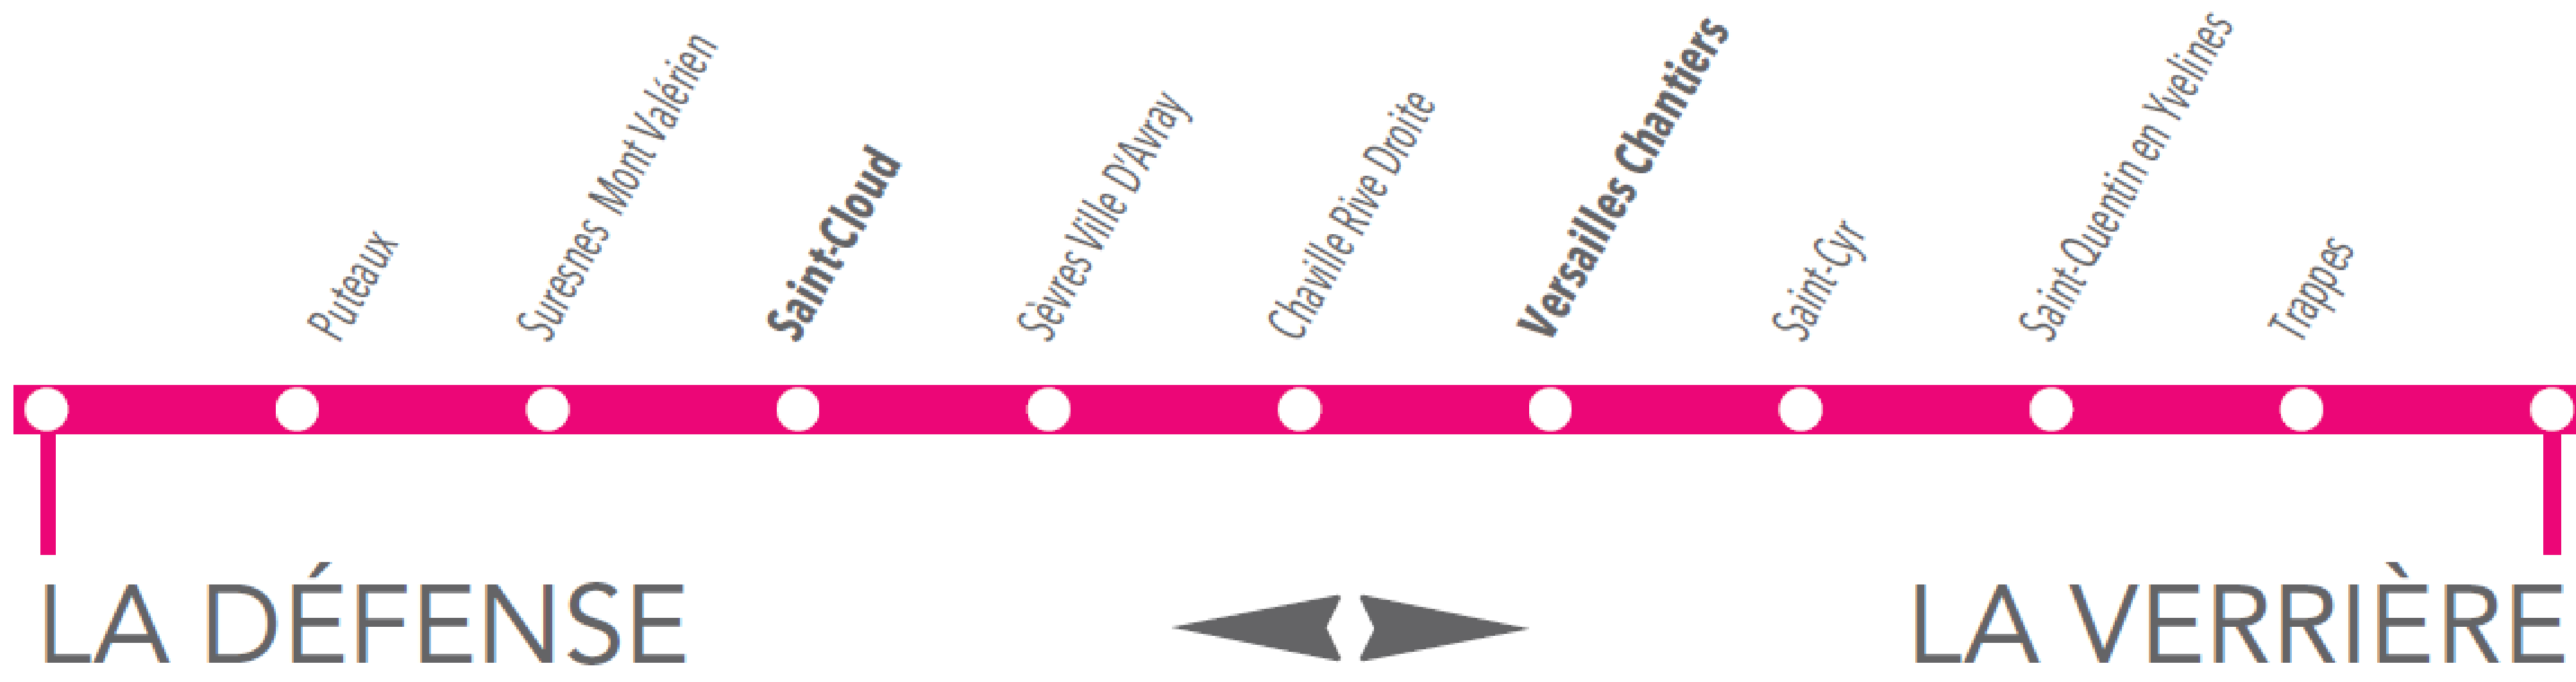 Puteaux
Suresnes Mont Valérien
Saint-Cloud
Sèvres Ville D'Avray
Chaville Rive Droite
Versailles Chantiers
Saint-Cyr
Saint-Quentin en Yvelines
Trappes
LA DÉFENSE
LA VERRIÈRE